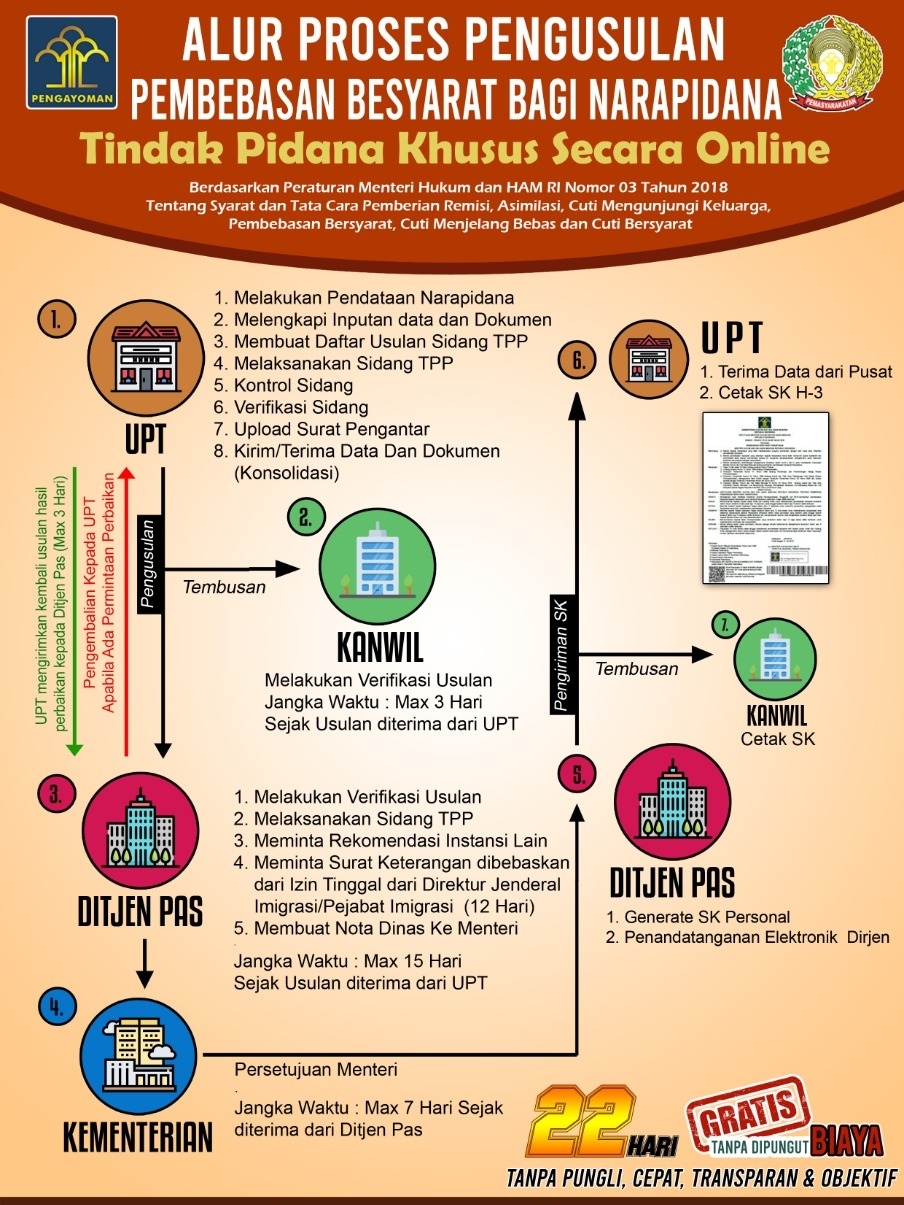 PENGAYOMAN
ALUR PROSES PENGUSULAN
PEMBEBASAN BESYARAT BAGI NARAPIDANA
PEMASYARAKATAN
Tindak Pidana Khusus Secara Online
Berdasarkan Peraturan Menteri Hukum dan HAM RI Nomor 03 Tahun 2018
Tentang Syarat dan Tata Cara Pemberian Remisi, Asimilasi, Cuti Mengunjungi Keluarga,
Pembebasan Bersyarat, Cuti Menjelang Bebas dan Cuti Bersyarat
1.
UPT
1. Melakukan Pendataan Narapidana
2. Melengkapi Inputan data dan Dokumen
3. Membuat Daftar Usulan Sidang TPP
4. Melaksanakan Sidang TPP
5. Kontrol Sidang
6. Verifikasi Sidang
7. Upload Surat Pengantar
8. Kirim/Terima Data Dan Dokumen
(Konsolidasi)
UPT mengirimkan kembali usulan hasil
perbaikan kepada Ditjen Pas (Max 3 Hari)
Pengembalian Kepada UPT
Apabila Ada Permintaan Perbaikan
Pengusulan
Tembusan
2.
KANWIL
Melakukan Verifikasi Usulan
Jangka Waktu : Max 3 Hari
Sejak Usulan diterima dari UPT
3.
DITJEN PAS
1. Melakukan Verifikasi Usulan
2. Melaksanakan Sidang TPP
3. Meminta Rekomendasi Instansi Lain
4. Meminta Surat Keterangan dibebaskan
dari Izin Tinggal dari Direktur Jenderal
Imigrasi/Pejabat Imigrasi (12 Hari)
5. Membuat Nota Dinas Ke Menteri
Jangka Waktu : Max 15 Hari
Sejak Usulan diterima dari UPT
4.
KEMENTERIAN
Persetujuan Menteri
Jangka Waktu : Max 7 Hari Sejak
diterima dari Ditjen Pas
5.
DITJEN PAS
1. Generate SK Personal
2. Penandatanganan Elektronik Dirjen
Pengiriman SK
Tembusan
6.
UPT
1. Terima Data dari Pusat
2. Cetak SK H-3
7.
KANWIL
Cetak SK
22 HARI
GRATIS
TANPA DIPUNGUT BIAYA
TANPA PUNGLI, CEPAT, TRANSPARAN & OBJEKTIF